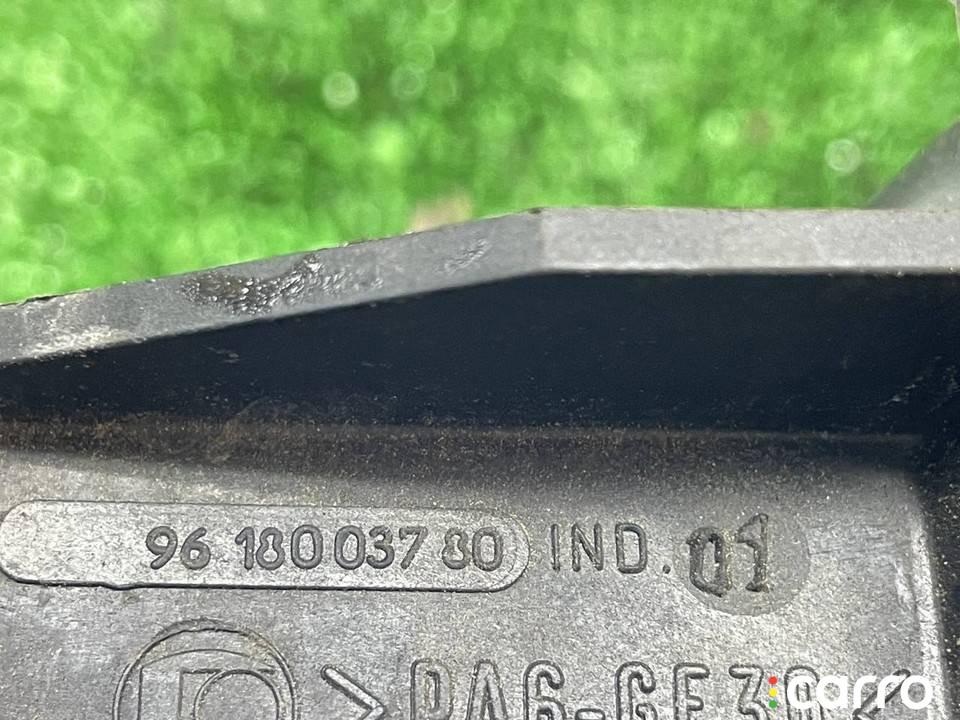 96 180 037 80 IND. 01
>PA6-GF30<
carro